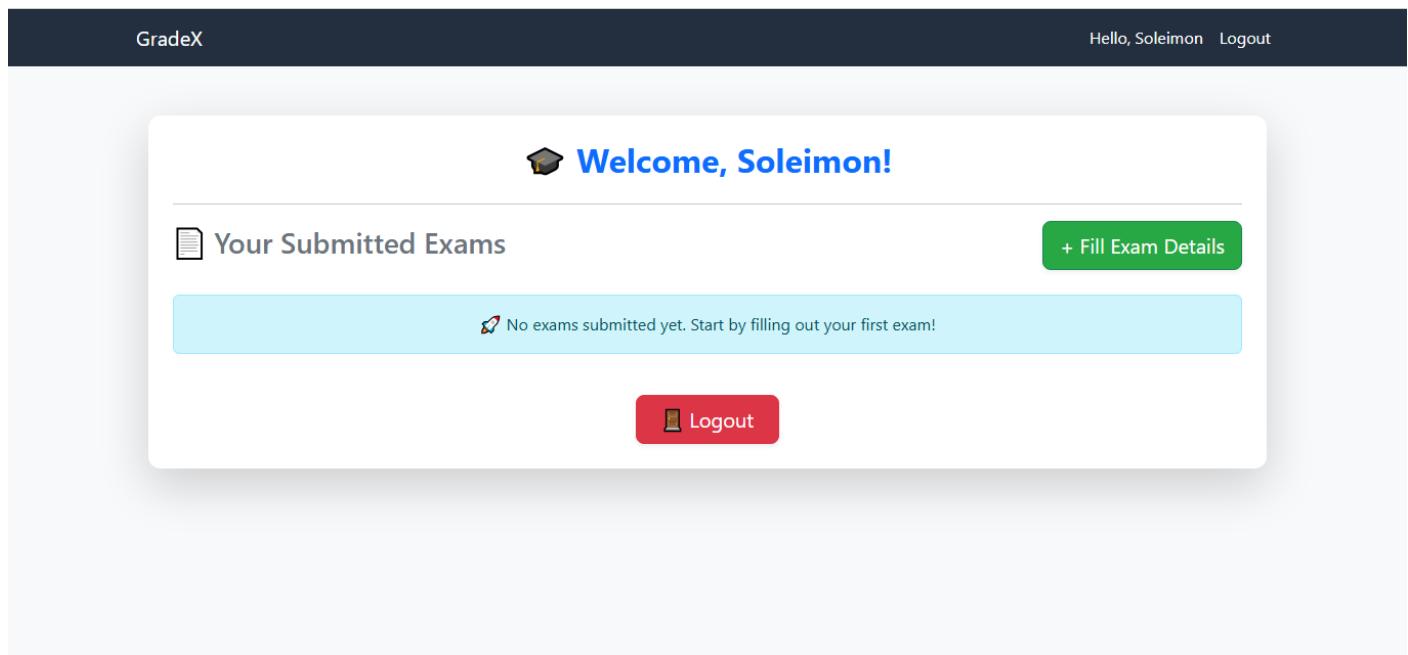 GradeX
Hello, Soleimon Logout
🎓 Welcome, Soleimon!
📄 Your Submitted Exams
+ Fill Exam Details
🚀 No exams submitted yet. Start by filling out your first exam!
🚪 Logout